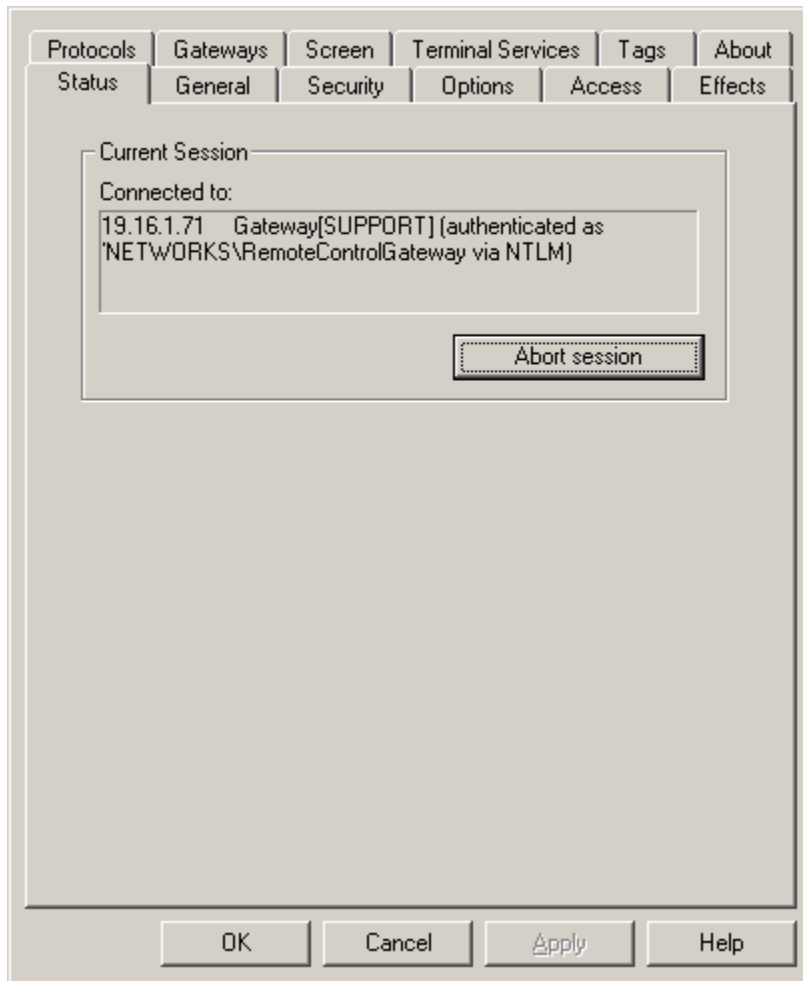 Protocols Gateways Screen Terminal Services Tags About
Status General Security Options Access Effects
Current Session
Connected to:
19.16.1.71 Gateway[SUPPORT] (authenticated as
'NETWORKS\RemoteControlGateway via NTLM)
Abort session
OK Cancel Apply Help